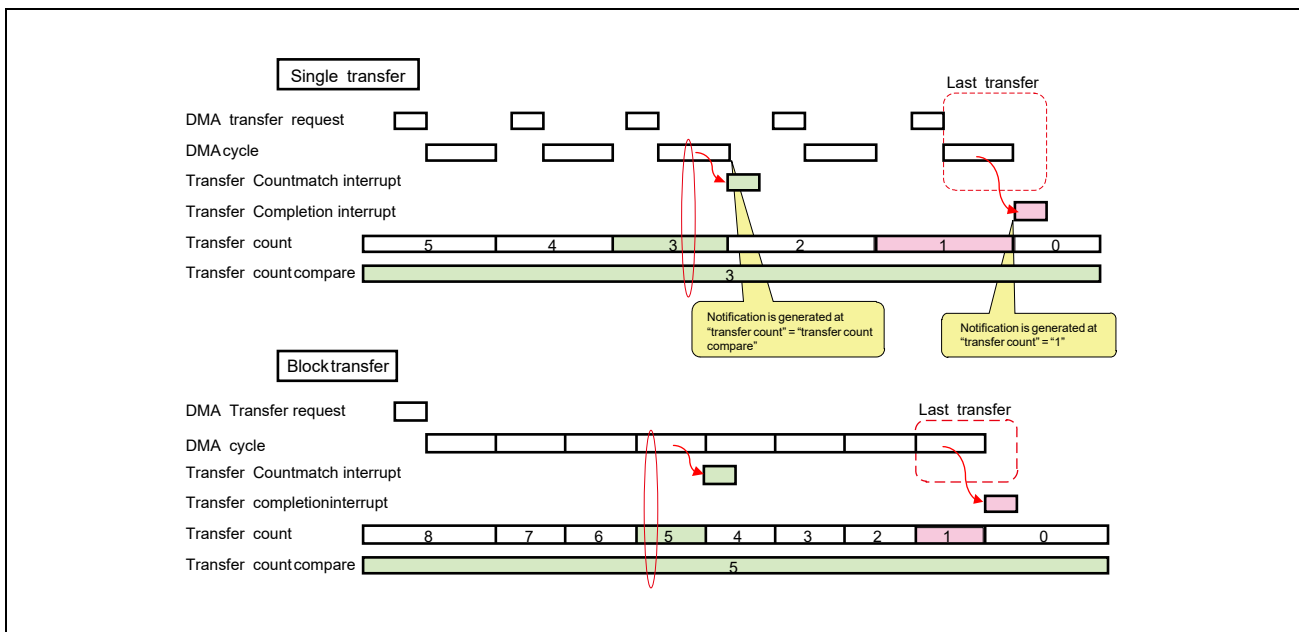 Single transfer
Last transfer
DMA transfer request
DMA cycle
Transfer Countmatch interrupt
Transfer Completion interrupt
Transfer count
5 4 3 2 1 0
Transfer count compare
3
Notification is generated at
“transfer count” = “transfer count
compare”
Notification is generated at
“transfer count” = “1”
Block transfer
DMA Transfer request
Last transfer
DMA cycle
Transfer Countmatch interrupt
Transfer completion interrupt
Transfer count
8 7 6 5 4 3 2 1 0
Transfer count compare
5